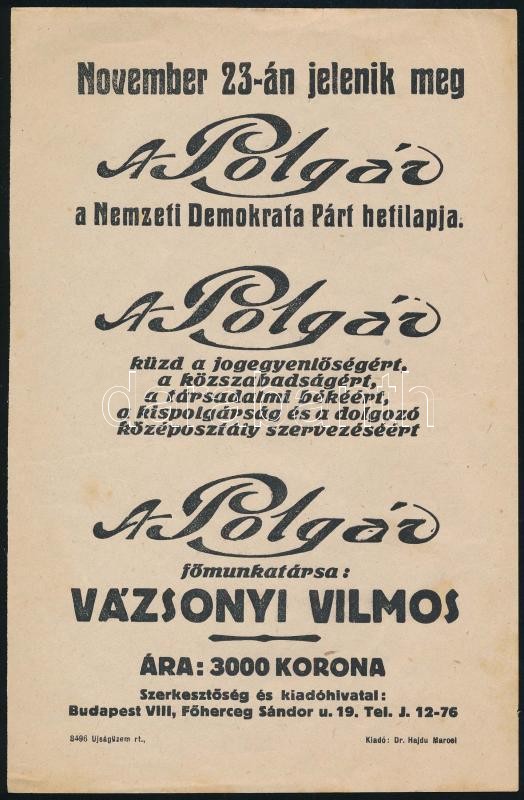 November 23-án jelenik meg
A Polgár
a Nemzeti Demokrata Párt hetilapja.
A Polgár
küzd a jogegyenlőségért,
a közszabadságért,
a társadalmi békéért,
a kispolgárság és a dolgozó
középosztály szervezéséért
darabanth
A Polgár
főmunkatársa:
VÁZSONYI VILMOS
ÁRA: 3000 KORONA
Szerkesztőség és kiadóhivatal:
Budapest VIII, Főherceg Sándor u. 19. Tel. J. 12-76
8496 Ujságüzem rt.,
Kiadó: Dr. Hajdu Marcel